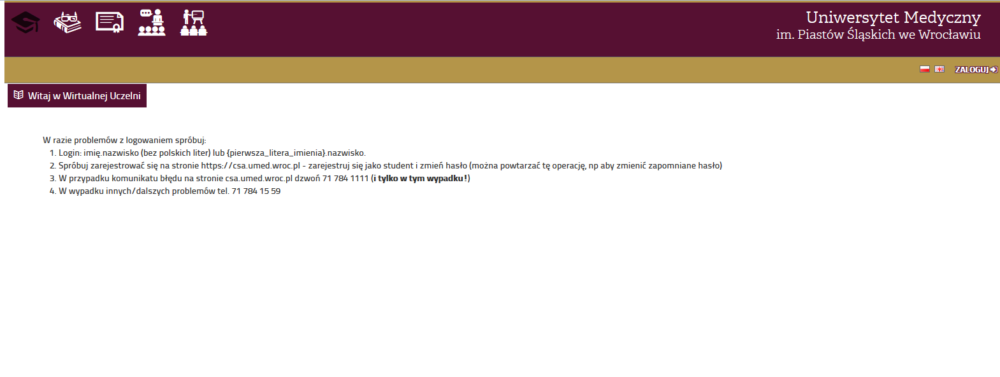 Uniwersytet Medyczny
im. Piastów Śląskich we Wrocławiu
ZALOGUJ
Witaj w Wirtualnej Uczelni
W razie problemów z logowaniem spróbuj:
1. Login: imię.nazwisko (bez polskich liter) lub {pierwsza_litera_imienia}.nazwisko.
2. Spróbuj zarejestrować się na stronie https://csa.umed.wroc.pl - zarejestruj się jako student i zmień hasło (można powtarzać tę operację, np aby zmienić zapomniane hasło)
3. W przypadku komunikatu błędu na stronie csa.umed.wroc.pl dzwoń 71 784 1111 (i tylko w tym wypadku!)
4. W wypadku innych/dalszych problemów tel. 71 784 15 59